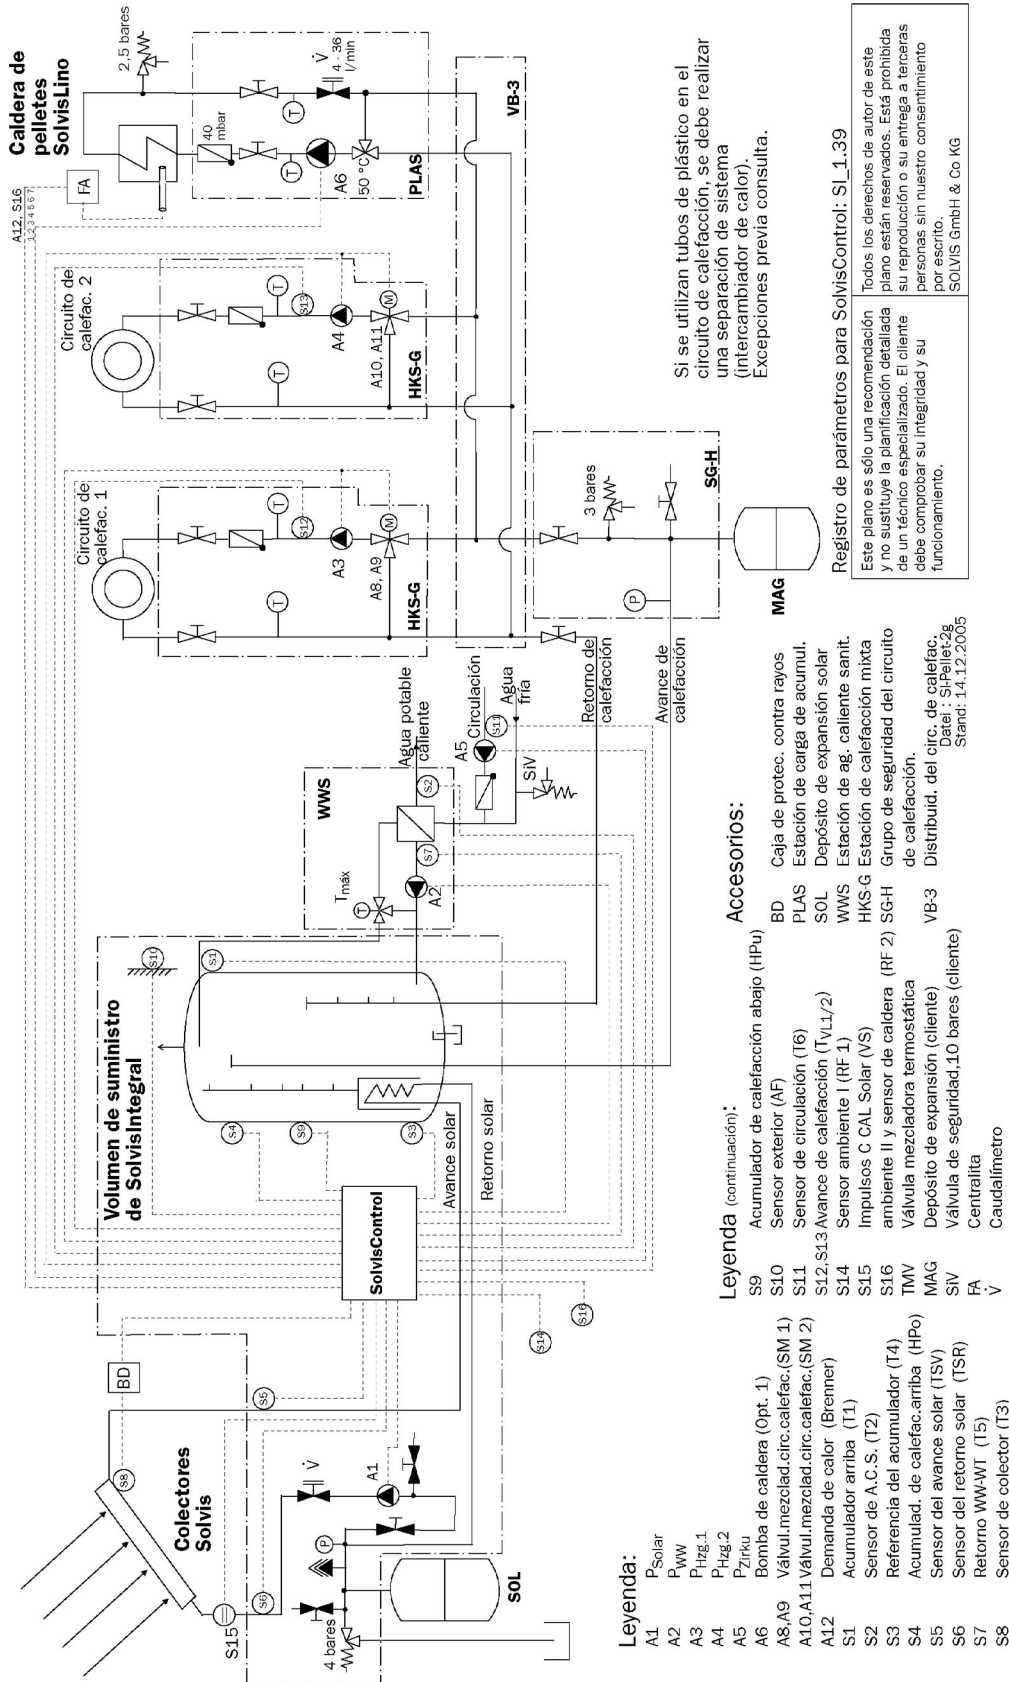 Caldera de
pelletes
SolvisLino
2,5 bares
A12, S16
1 2 3 4 5 6 7
FA
40
mbar
T
T
V̇
4 - 36
l/min
A6
50 °C
PLAS
VB-3
Circuito de
calefac. 2
T
S13
T
A4
M
A10, A11
HKS-G
Circuito de
calefac. 1
T
S12
T
A3
M
A8, A9
HKS-G
Si se utilizan tubos de plástico en el
circuito de calefacción, se debe realizar
una separación de sistema
(intercambiador de calor).
Excepciones previa consulta.
3 bares
P
SG-H
MAG
Retorno de
calefacción
Avance de
calefacción
Agua potable
caliente
Circulación
Agua
fría
A5
S11
SiV
WWS
S2
S7
A2
T
Tmáx
Volumen de suministro
de SolvisIntegral
S10
S1
S4
S9
S3
Avance solar
Retorno solar
SolvisControl
S14
S16
BD
S8
S5
Colectores
Solvis
S15
S6
V̇
A1
P
4 bares
SOL
Registro de parámetros para SolvisControl: SI_1.39
Este plano es sólo una recomendación
y no sustituye la planificación detallada
de un técnico especializado. El cliente
debe comprobar su integridad y su
funcionamiento.
Todos los derechos de autor de este
plano están reservados. Está prohibida
su reproducción o su entrega a terceras
personas sin nuestro consentimiento
por escrito.
SOLVIS GmbH & Co KG
Leyenda:
A1 PSolar
A2 PWW
A3 PHzg.1
A4 PHzg.2
A5 PZirku
A6 Bomba de caldera (Opt. 1)
A8,A9 Válvul.mezclad.circ.calefac.(SM 1)
A10,A11 Válvul.mezclad.circ.calefac.(SM 2)
A12 Demanda de calor (Brenner)
S1 Acumulador arriba (T1)
S2 Sensor de A.C.S. (T2)
S3 Referencia del acumulador (T4)
S4 Acumulad. de calefac.arriba (HPo)
S5 Sensor del avance solar (TSV)
S6 Sensor del retorno solar (TSR)
S7 Retorno WW-WT (T5)
S8 Sensor de colector (T3)
Leyenda (continuación):
S9 Acumulador de calefacción abajo (HPu)
S10 Sensor exterior (AF)
S11 Sensor de circulación (T6)
S12,S13 Avance de calefacción (TVL1/2)
S14 Sensor ambiente I (RF 1)
S15 Impulsos C CAL Solar (VS)
S16 ambiente II y sensor de caldera (RF 2)
TMV Válvula mezcladora termostática
MAG Depósito de expansión (cliente)
SiV Válvula de seguridad,10 bares (cliente)
FA Centralita
V̇ Caudalímetro
Accesorios:
BD Caja de protec. contra rayos
PLAS Estación de carga de acumul.
SOL Depósito de expansión solar
WWS Estación de ag. caliente sanit.
HKS-G Estación de calefacción mixta
SG-H Grupo de seguridad del circuito
de calefacción.
VB-3 Distribuid. del circ. de calefac.
Datei : SI-Pellet-2g
Stand: 14.12.2005